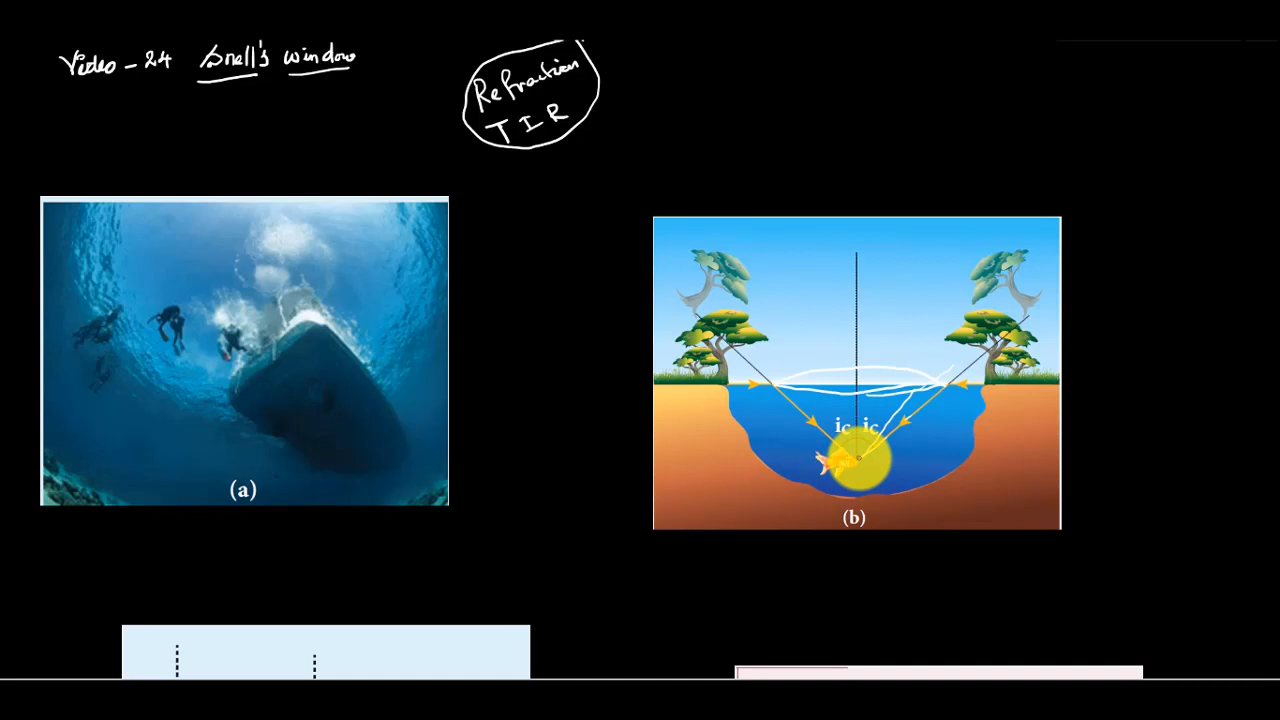 Video - 24 Snell's window
Refraction
TIR
(a)
ic ic
(b)